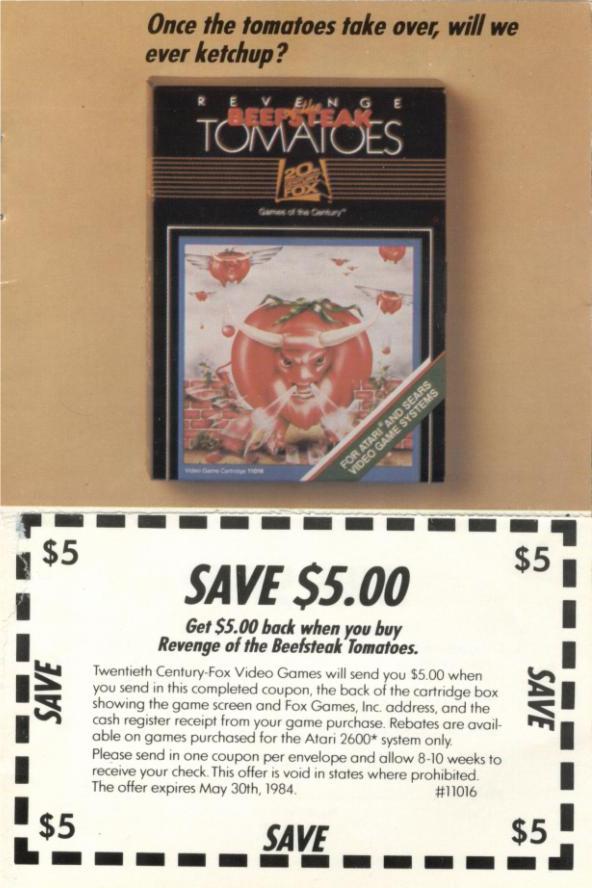 Once the tomatoes take over, will we
ever ketchup?
REVENGE
of the
BEEFSTEAK
TOMATOES
20th
CENTURY
FOX
Games of the Century™
FOR ATARI® AND SEARS
VIDEO GAME SYSTEMS
Video Game Cartridge 11016
$5 $5
SAVE $5.00
Get $5.00 back when you buy
Revenge of the Beefsteak Tomatoes.
SAVE
SAVE
Twentieth Century-Fox Video Games will send you $5.00 when
you send in this completed coupon, the back of the cartridge box
showing the game screen and Fox Games, Inc. address, and the
cash register receipt from your game purchase. Rebates are avail-
able on games purchased for the Atari 2600* system only.
Please send in one coupon per envelope and allow 8-10 weeks to
receive your check. This offer is void in states where prohibited.
The offer expires May 30th, 1984. #11016
$5 SAVE $5